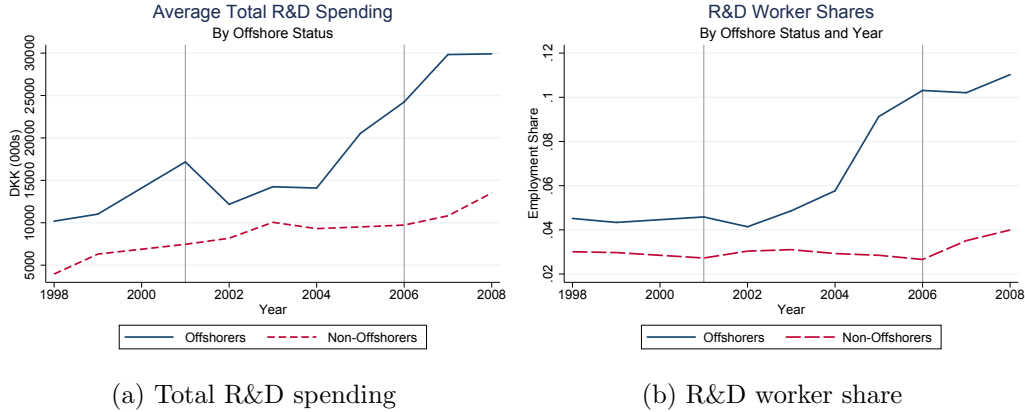 Average Total R&D Spending
By Offshore Status
DKK (000s)
30000
25000
20000
15000
10000
5000
1998 2000 2002 2004 2006 2008
Year
Offshorers Non-Offshorers
(a) Total R&D spending
R&D Worker Shares
By Offshore Status and Year
Employment Share
.12
.1
.08
.06
.04
.02
1998 2000 2002 2004 2006 2008
Year
Offshorers Non-Offshorers
(b) R&D worker share